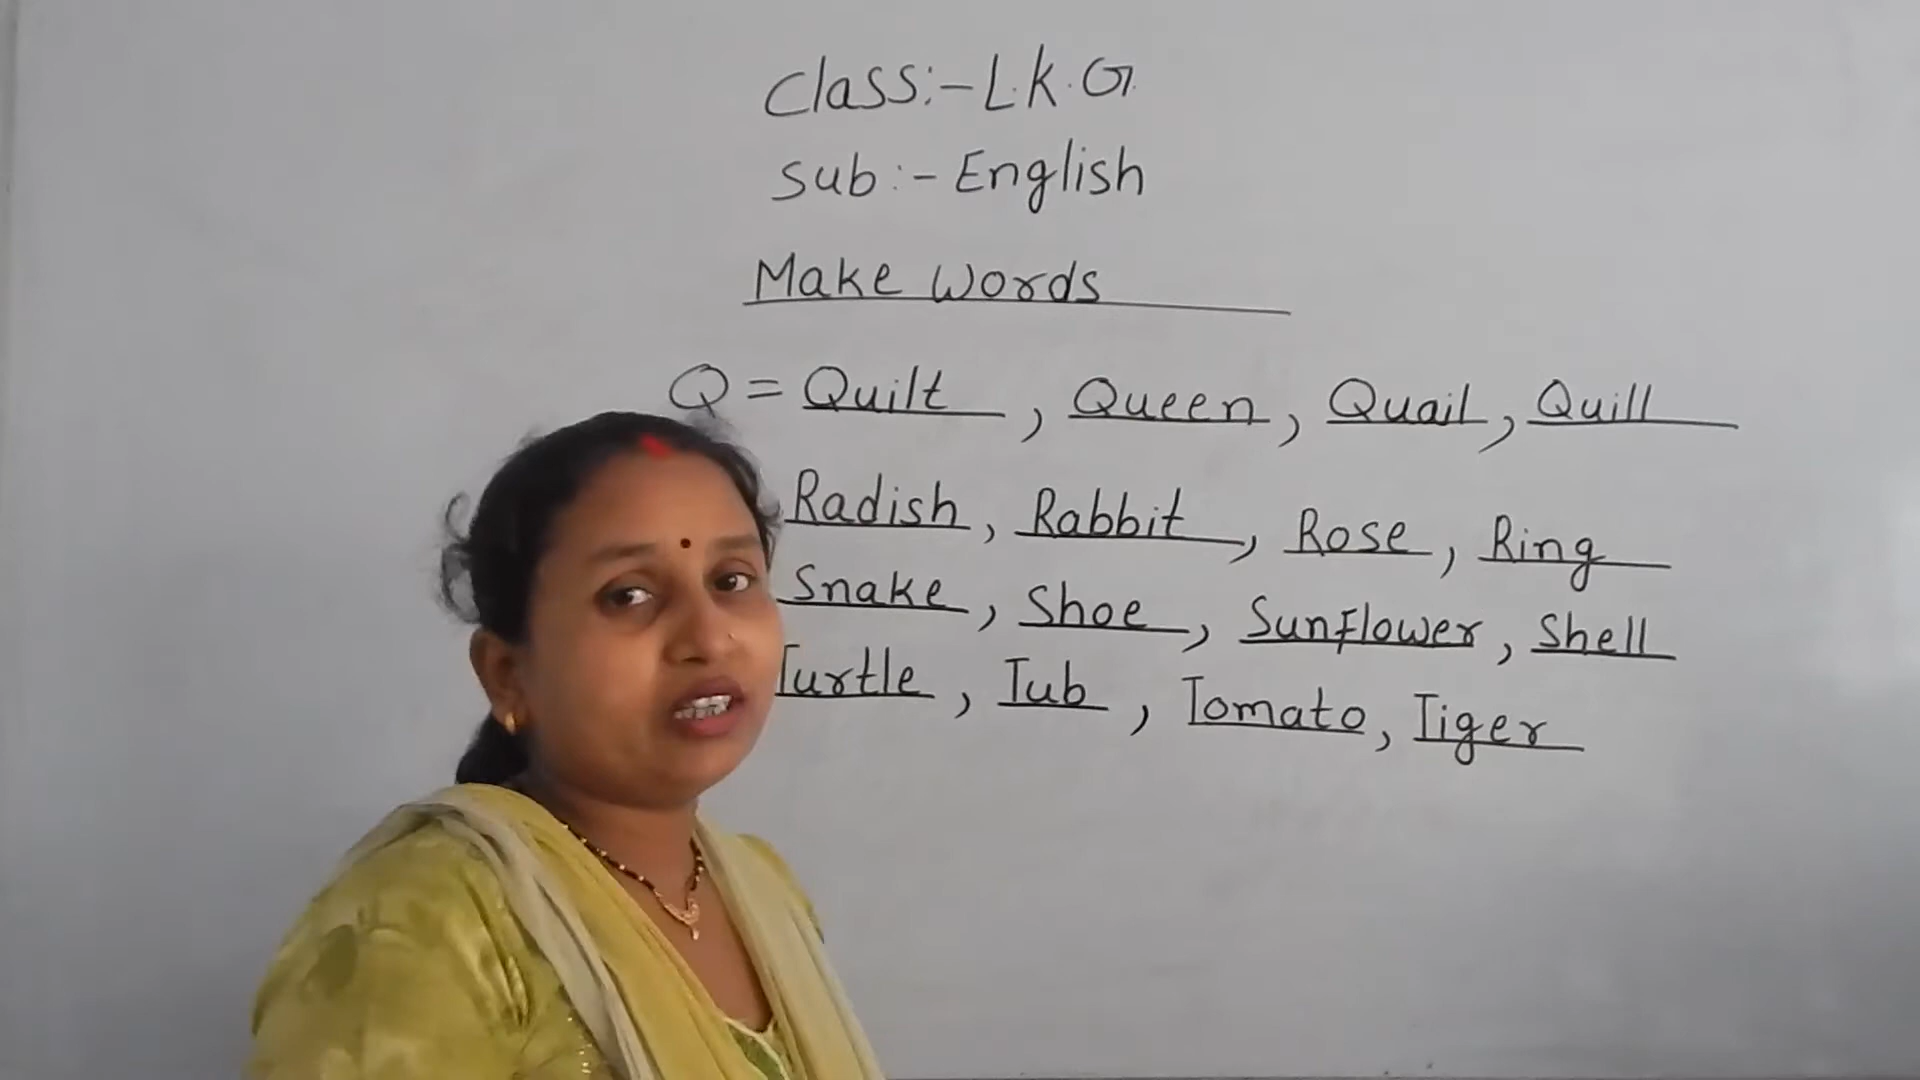 Class:- L.K.G.
Sub:- English
Make Words
Q = Quilt, Queen, Quail, Quill
Radish, Rabbit, Rose, Ring
Snake, Shoe, Sunflower, Shell
Turtle, Tub, Tomato, Tiger